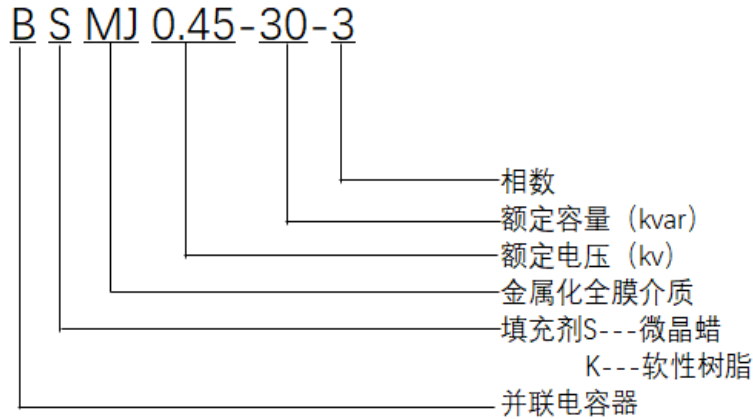 BSMJ0.45-30-3
相数
额定容量（kvar）
额定电压（kv）
金属化全膜介质
填充剂S---微晶蜡
K---软性树脂
并联电容器